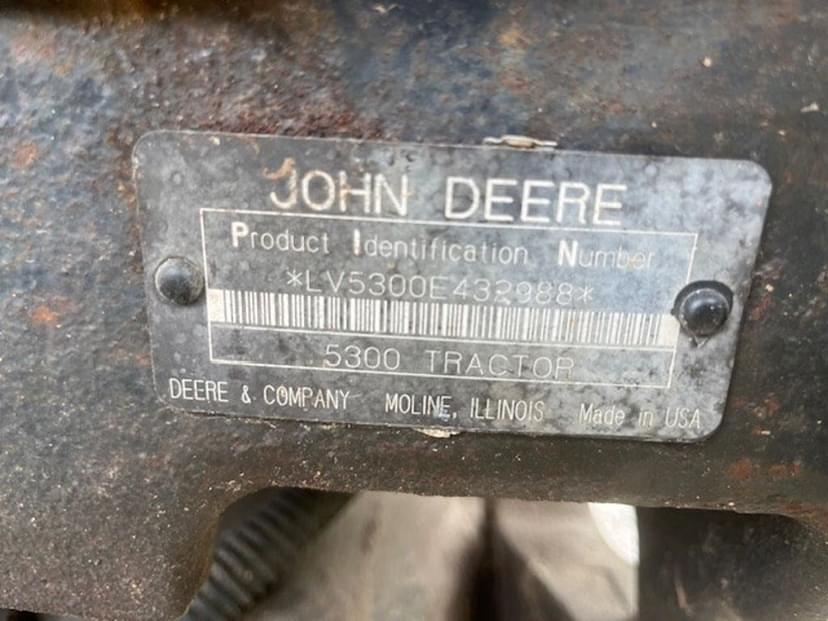 JOHN DEERE
Product Identification Number
*LV5300E432988*
5300 TRACTOR
DEERE & COMPANY MOLINE, ILLINOIS Made in USA